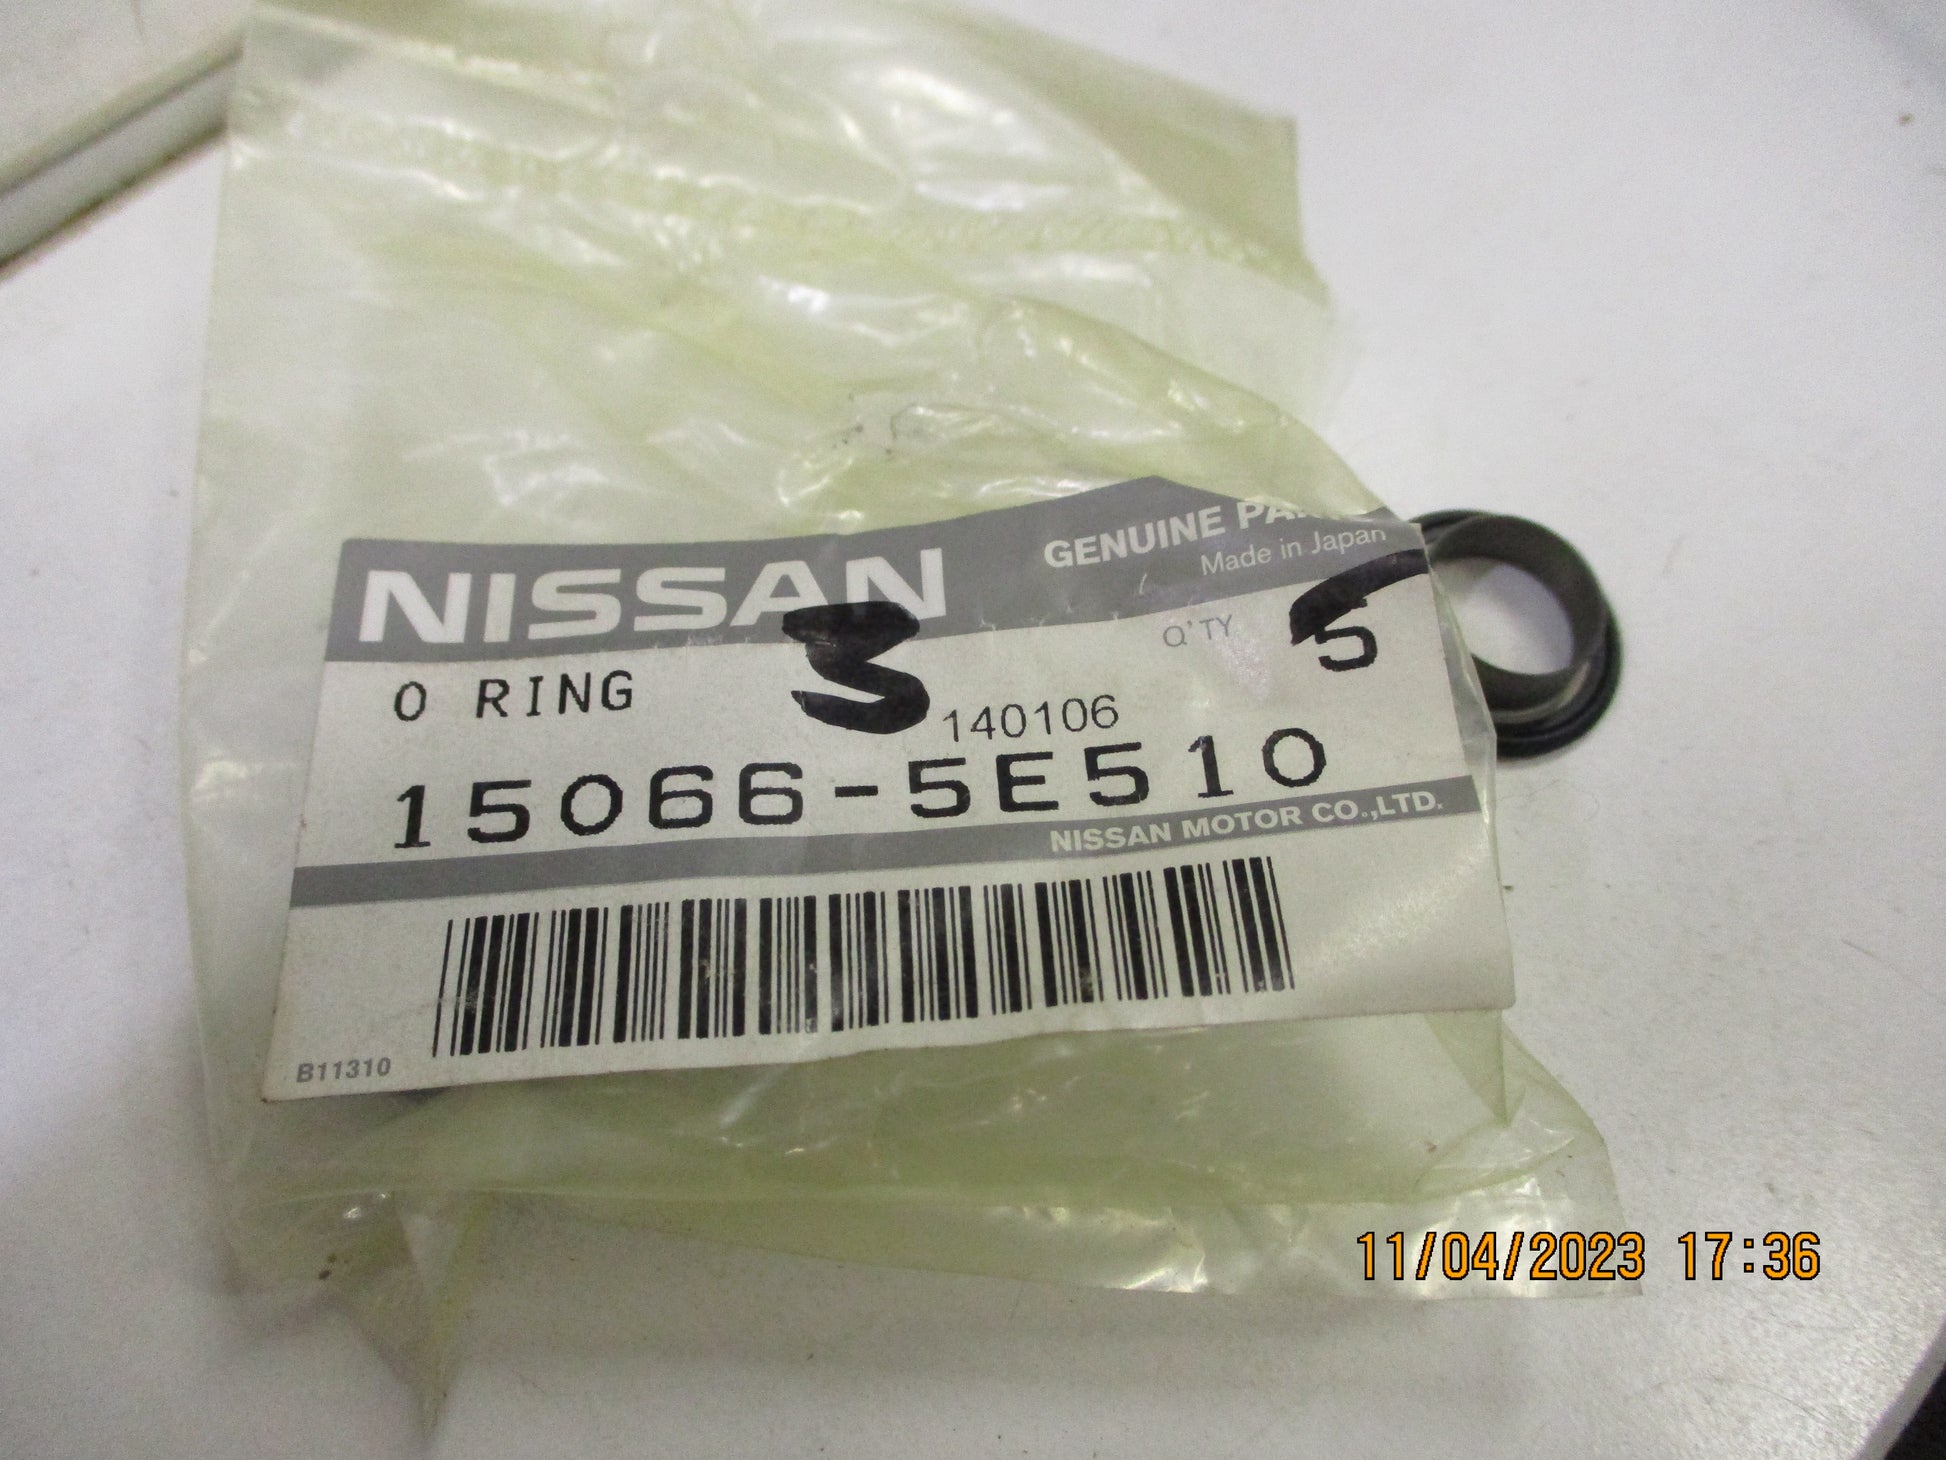 NISSAN
GENUINE PARTS
Made in Japan
Q'TY 5
O RING
3
140106
15066-5E510
NISSAN MOTOR CO.,LTD.
B11310
11/04/2023 17:36